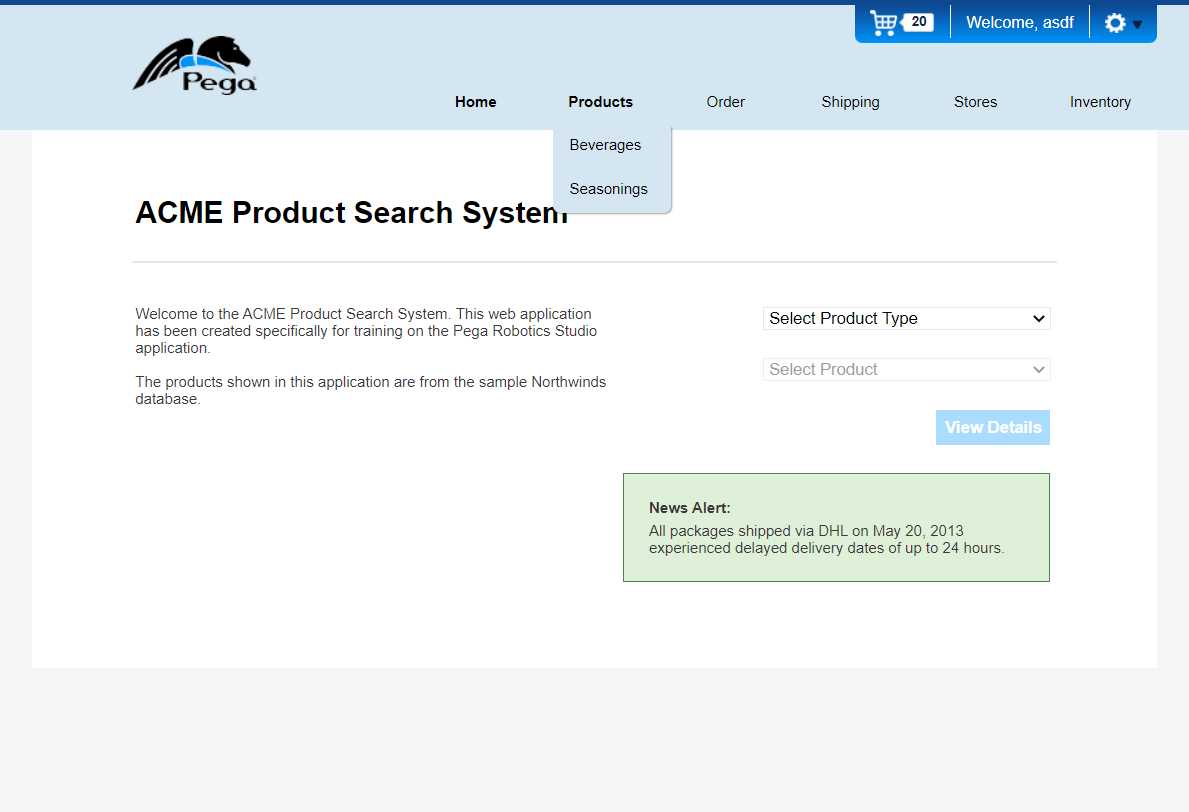 20
Welcome, asdf
Pega
Home
Products
Order
Shipping
Stores
Inventory
Beverages
Seasonings
ACME Product Search System
Welcome to the ACME Product Search System. This web application
has been created specifically for training on the Pega Robotics Studio
application.
The products shown in this application are from the sample Northwinds
database.
Select Product Type
Select Product
View Details
News Alert:
All packages shipped via DHL on May 20, 2013
experienced delayed delivery dates of up to 24 hours.